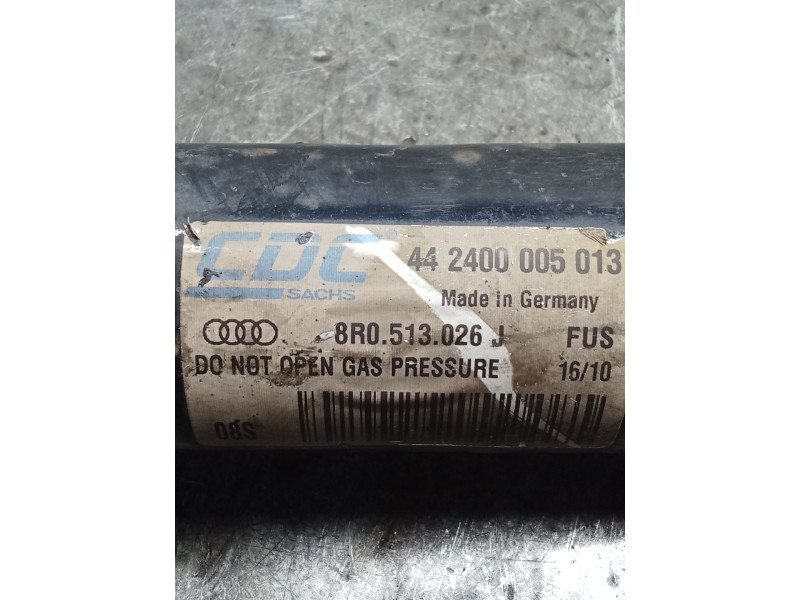 CDC 44 2400 005 013
SACHS Made in Germany
8R0.513.026 J FUS
DO NOT OPEN GAS PRESSURE 16/10